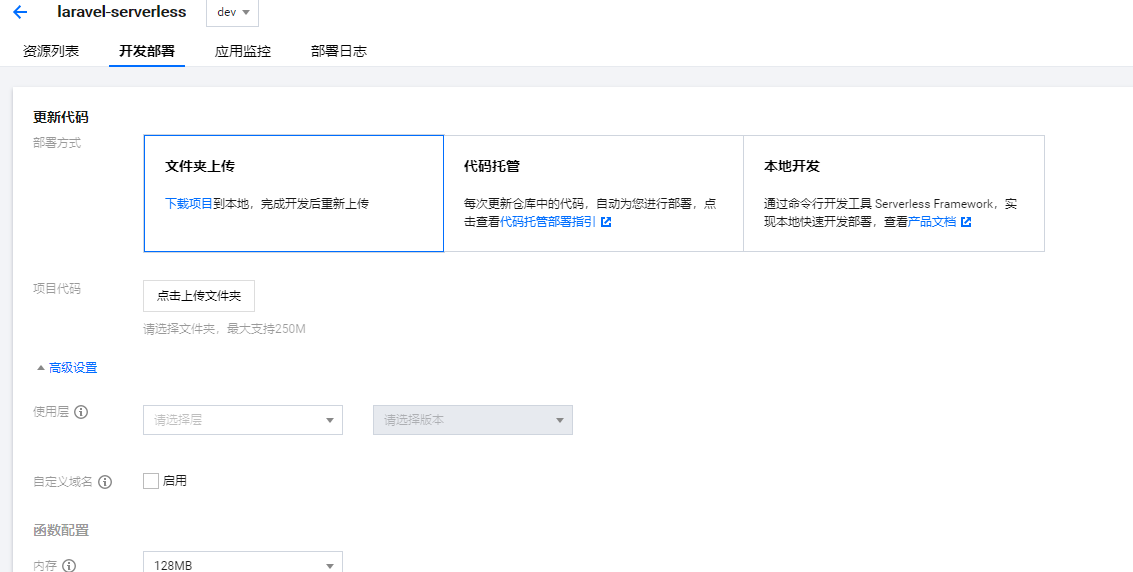 laravel-serverless dev
资源列表 开发部署 应用监控 部署日志
更新代码
部署方式
文件夹上传
下载项目到本地，完成开发后重新上传
代码托管
每次更新仓库中的代码，自动为您进行部署，点
击查看代码托管部署指引
本地开发
通过命令行开发工具 Serverless Framework，实
现本地快速开发部署，查看产品文档
项目代码 点击上传文件夹
请选择文件夹，最大支持250M
高级设置
使用层 请选择层 请选择版本
自定义域名 启用
函数配置
内存 128MB